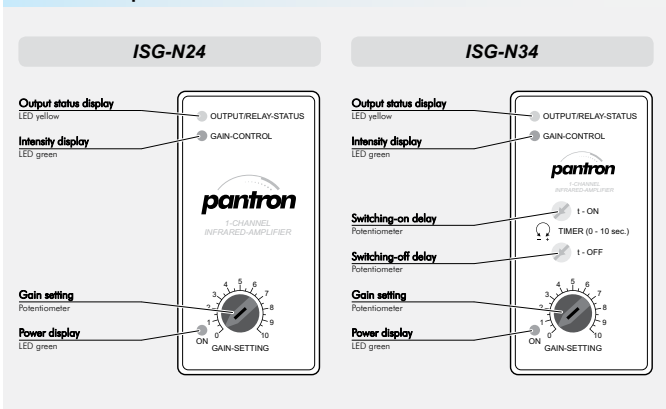 ISG-N24
Output status display
LED yellow
Intensity display
LED green
Gain setting
Potentiometer
Power display
LED green
OUTPUT/RELAY-STATUS
GAIN-CONTROL
pantron
1-CHANNEL
INFRARED-AMPLIFIER
0 1 2 3 4 5 6 7 8 9 10
ON
GAIN-SETTING
ISG-N34
Output status display
LED yellow
Intensity display
LED green
Switching-on delay
Potentiometer
Switching-off delay
Potentiometer
Gain setting
Potentiometer
Power display
LED green
OUTPUT/RELAY-STATUS
GAIN-CONTROL
pantron
1-CHANNEL
INFRARED-AMPLIFIER
t - ON
- +
TIMER (0 - 10 sec.)
t - OFF
0 1 2 3 4 5 6 7 8 9 10
ON
GAIN-SETTING